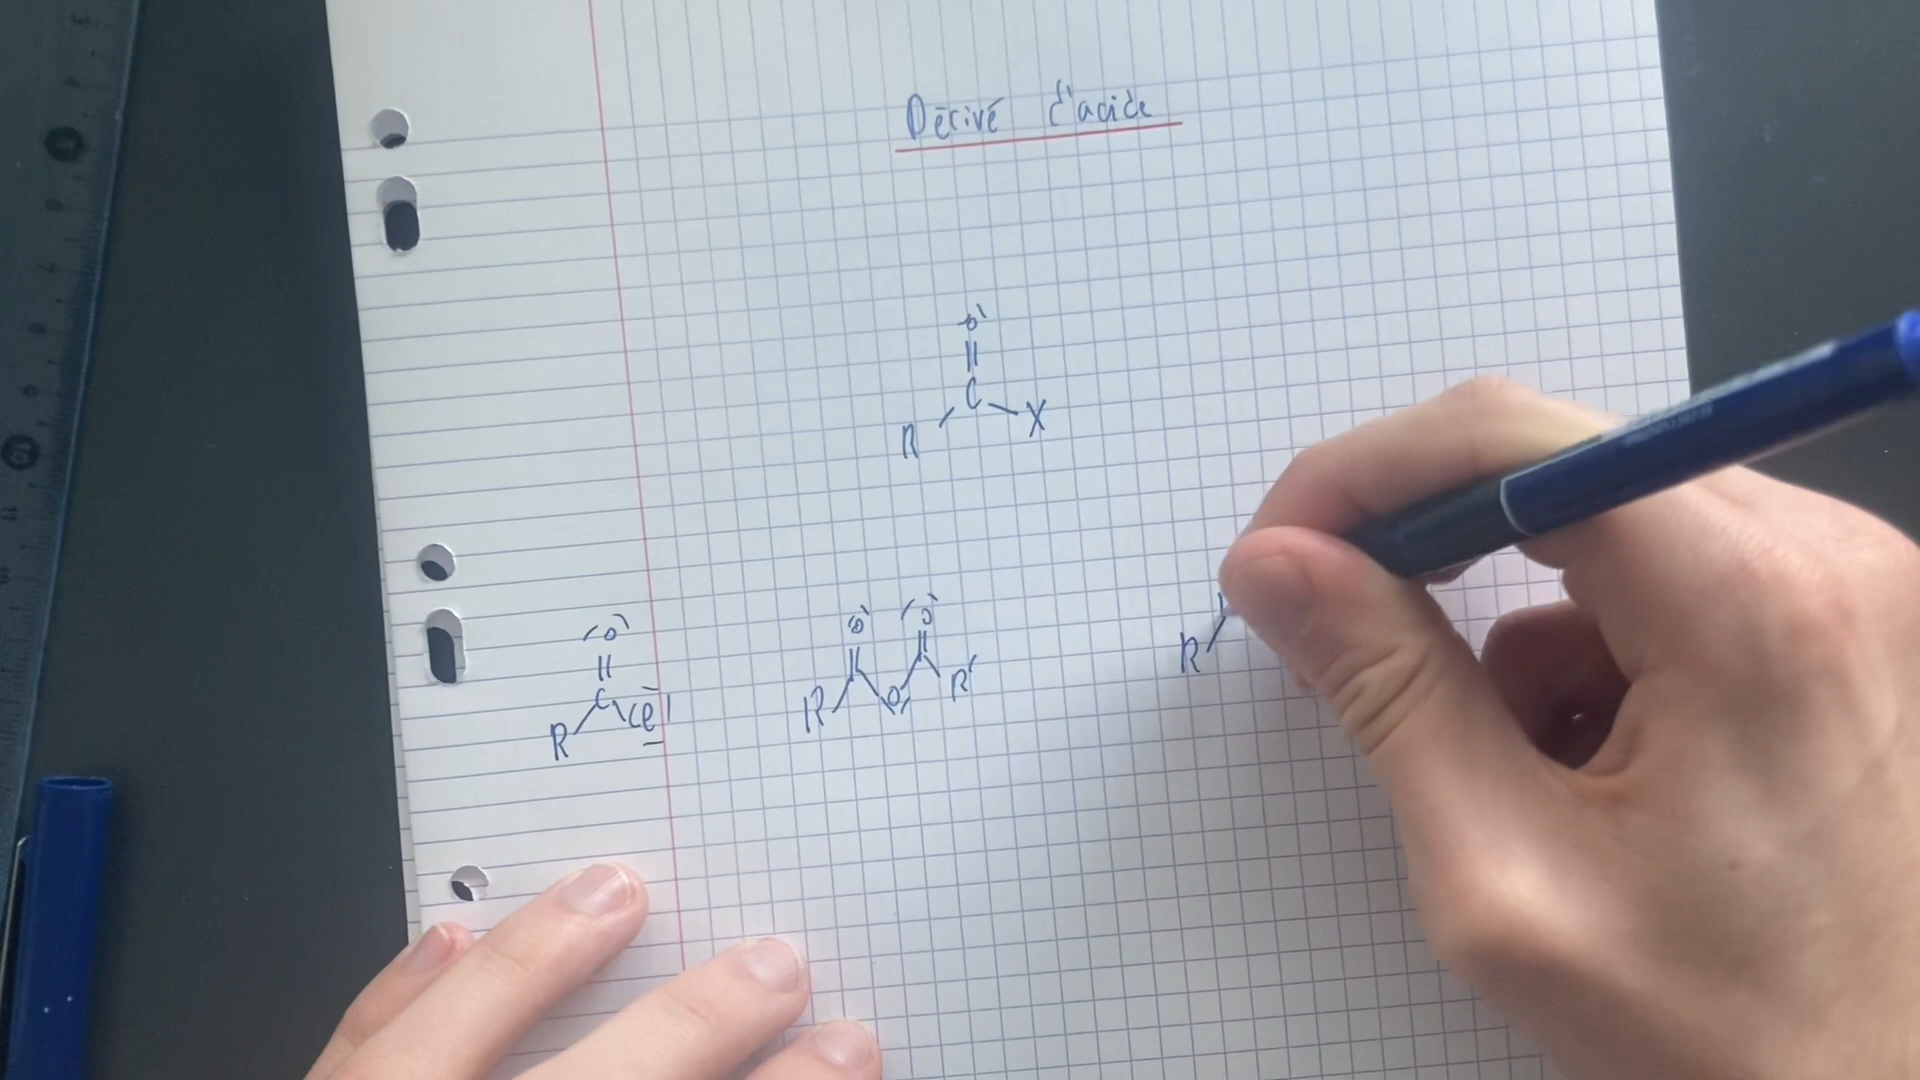 Dérivé d'acide
O
C
R X
O O O
C R
R Cl R O R'